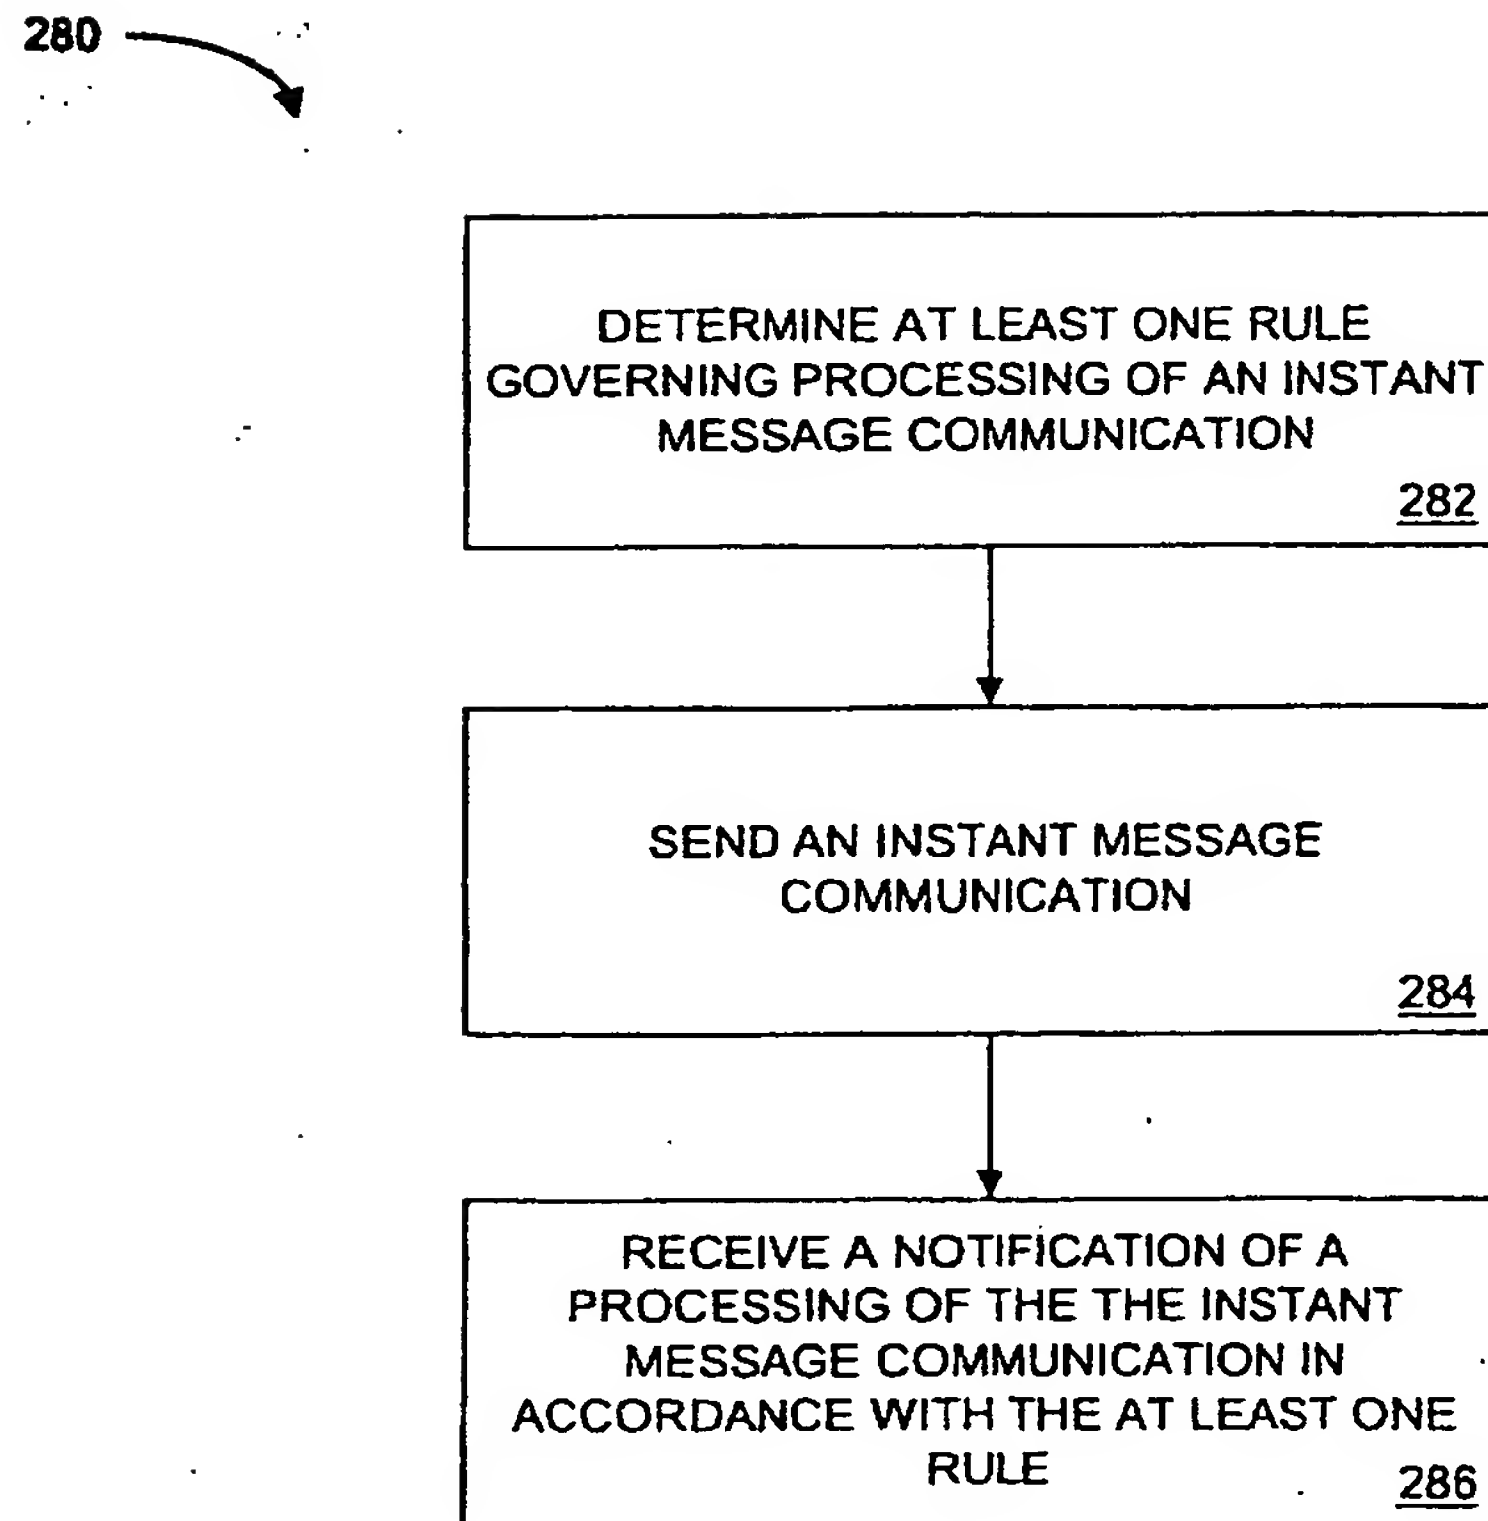 280
DETERMINE AT LEAST ONE RULE
GOVERNING PROCESSING OF AN INSTANT
MESSAGE COMMUNICATION
282
SEND AN INSTANT MESSAGE
COMMUNICATION
284
RECEIVE A NOTIFICATION OF A
PROCESSING OF THE THE INSTANT
MESSAGE COMMUNICATION IN
ACCORDANCE WITH THE AT LEAST ONE
RULE
286